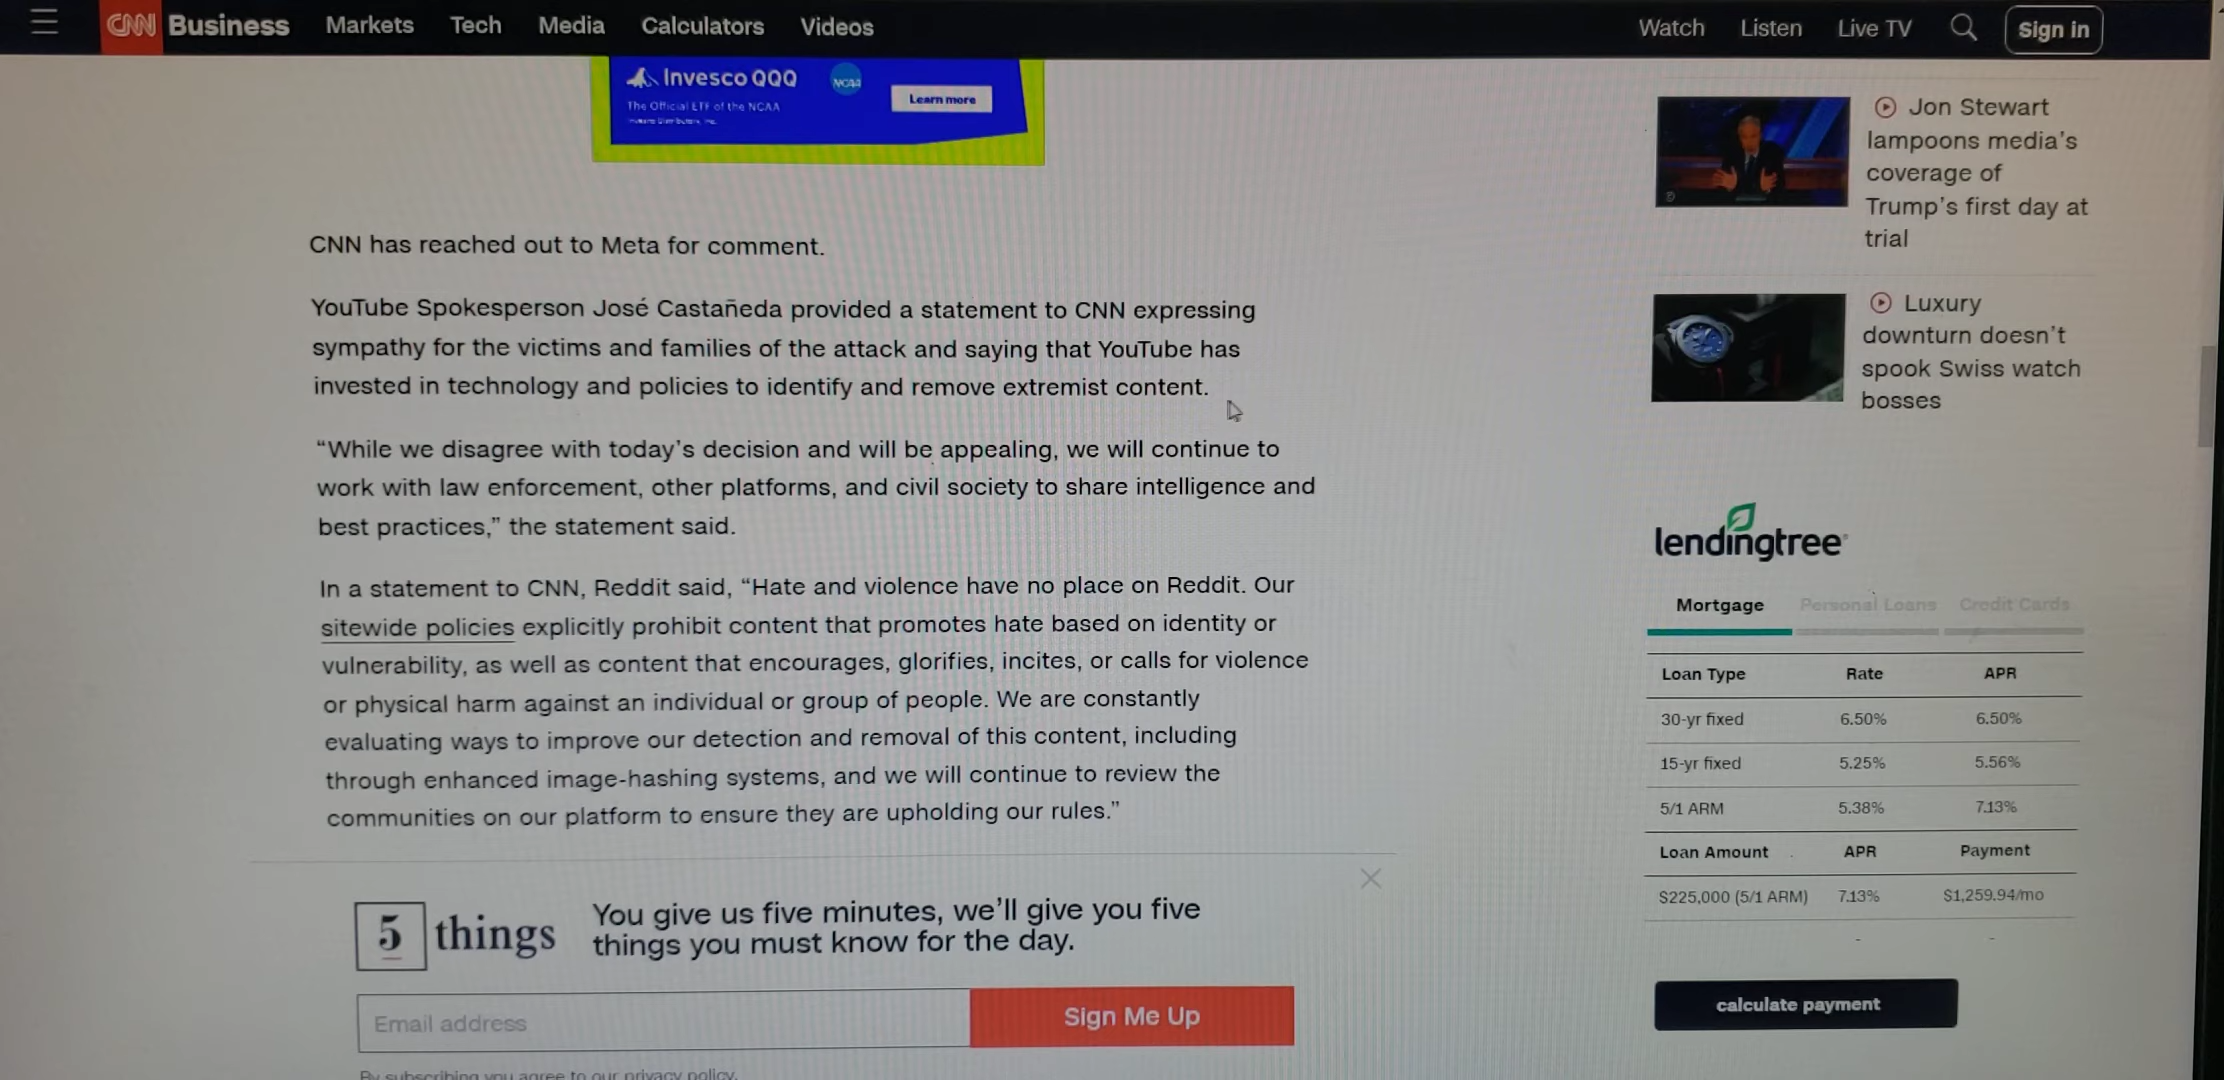 CNN Business Markets Tech Media Calculators Videos Watch Listen Live TV Sign in
Invesco QQQ
NCAA
The Official ETF of the NCAA
Learn more
CNN has reached out to Meta for comment.
YouTube Spokesperson José Castañeda provided a statement to CNN expressing
sympathy for the victims and families of the attack and saying that YouTube has
invested in technology and policies to identify and remove extremist content.
“While we disagree with today’s decision and will be appealing, we will continue to
work with law enforcement, other platforms, and civil society to share intelligence and
best practices,” the statement said.
In a statement to CNN, Reddit said, “Hate and violence have no place on Reddit. Our
sitewide policies explicitly prohibit content that promotes hate based on identity or
vulnerability, as well as content that encourages, glorifies, incites, or calls for violence
or physical harm against an individual or group of people. We are constantly
evaluating ways to improve our detection and removal of this content, including
through enhanced image-hashing systems, and we will continue to review the
communities on our platform to ensure they are upholding our rules.”
5 things
You give us five minutes, we’ll give you five
things you must know for the day.
Email address
Sign Me Up
By subscribing you agree to our privacy policy.
Jon Stewart
lampoons media’s
coverage of
Trump’s first day at
trial
Luxury
downturn doesn’t
spook Swiss watch
bosses
lendingtree
Mortgage Personal Loans Credit Cards
Loan Type Rate APR
30-yr fixed 6.50% 6.50%
15-yr fixed 5.25% 5.56%
5/1 ARM 5.38% 7.13%
Loan Amount APR Payment
$225,000 (5/1 ARM) 7.13% $1,259.94/mo
calculate payment